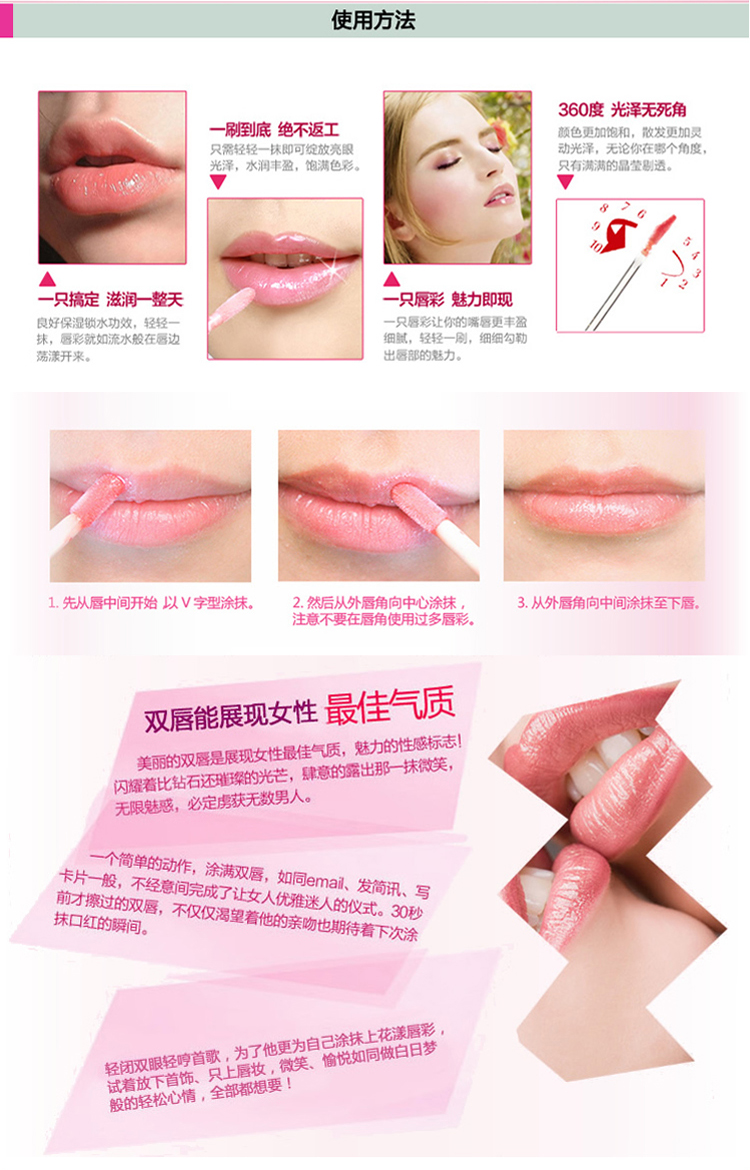 使用方法
一刷到底 绝不返工
只需轻轻一抹即可绽放亮眼
光泽，水润丰盈，饱满色彩。
360度 光泽无死角
颜色更加饱和，散发更加灵
动光泽，无论你在哪个角度，
只有满满的晶莹剔透。
8 7 6
9
10
5
4
3
1 2
一只搞定 滋润一整天
良好保湿锁水功效，轻轻一
抹，唇彩就如流水般在唇边
荡漾开来。
一只唇彩 魅力即现
一只唇彩让你的嘴唇更丰盈
细腻，轻轻一刷，细细勾勒
出唇部的魅力。
1. 先从唇中间开始 ,以 V 字型涂抹。
2. 然后从外唇角向中心涂抹，
注意不要在唇角使用过多唇彩。
3. 从外唇角向中间涂抹至下唇。
双唇能展现女性 最佳气质
美丽的双唇是展现女性最佳气质，魅力的性感标志！
闪耀着比钻石还璀璨的光芒，肆意的露出那一抹微笑，
无限魅感，必定虏获无数男人。
一个简单的动作，涂满双唇，如同email、发简讯、写
卡片一般，不经意间完成了让女人优雅迷人的仪式。30秒
前才擦过的双唇，不仅仅渴望着他的亲吻也期待着下次涂
抹口红的瞬间。
轻闭双眼轻哼首歌，为了他更为自己涂抹上花漾唇彩，
试着放下首饰、只上唇妆，微笑、愉悦如同做白日梦
般的轻松心情，全部都想要！